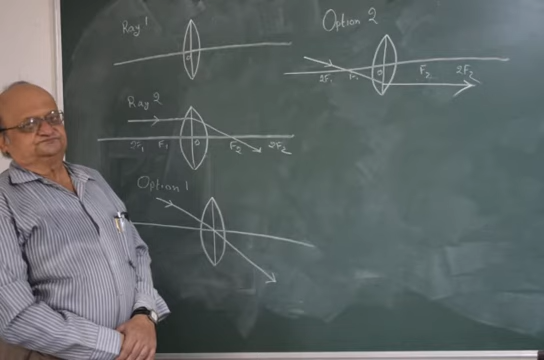 Ray 1
Option 2
O
2F₁ F₁ O F₂ 2F₂
Ray 2
2F₁ F₁ O F₂ 2F₂
Option 1